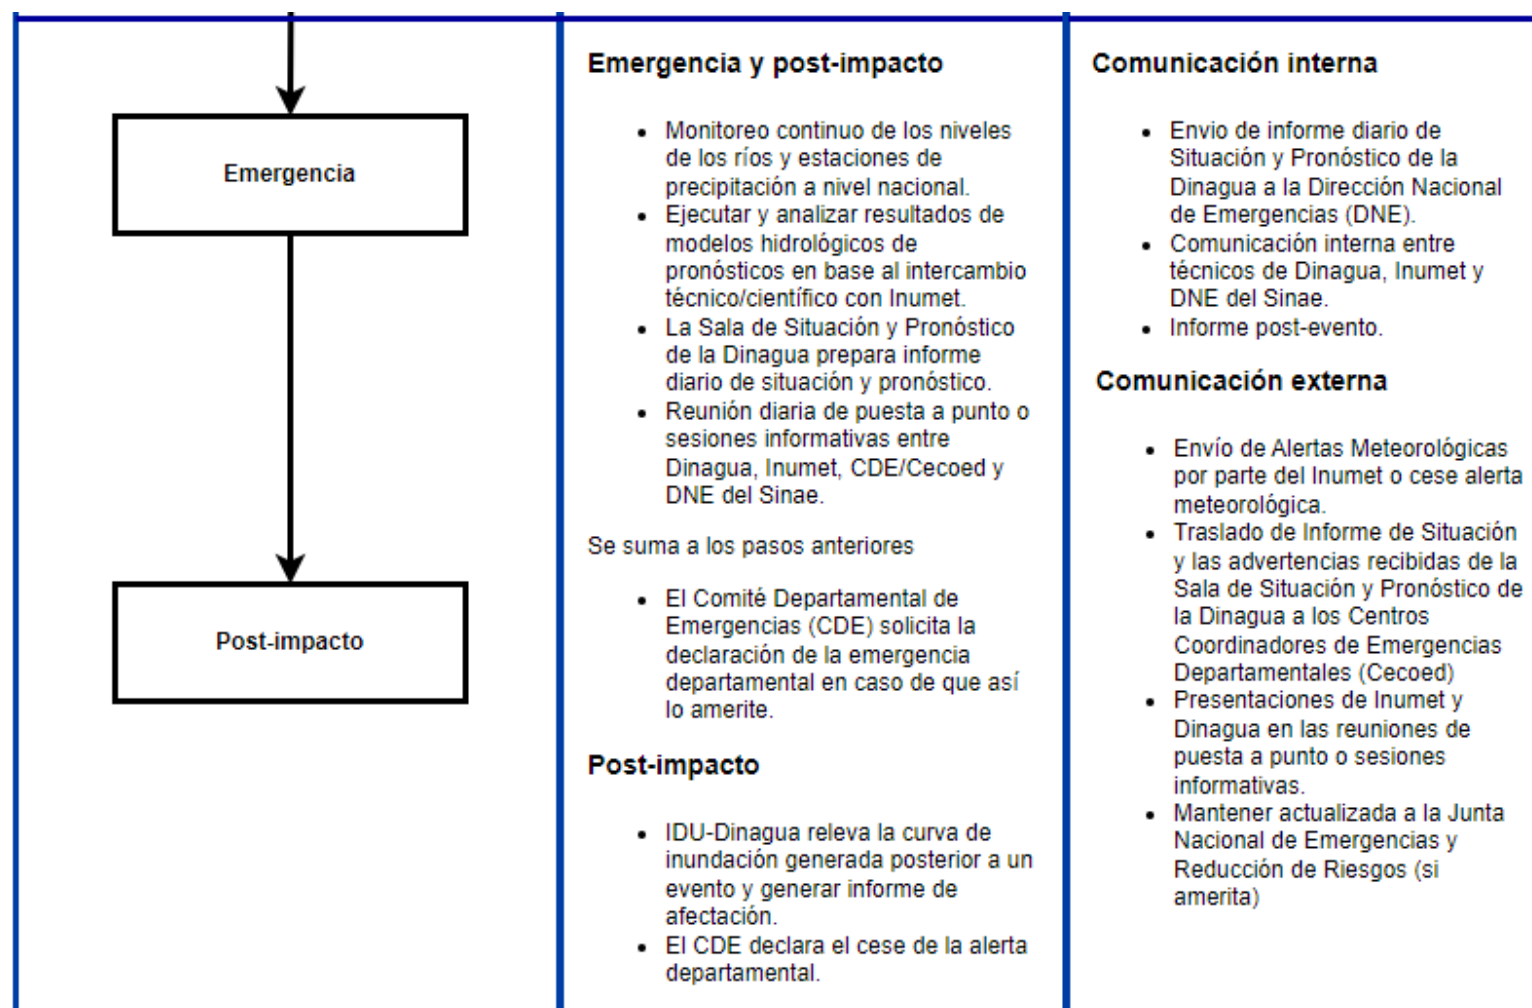 Emergencia
Post-impacto
Emergencia y post-impacto
• Monitoreo continuo de los niveles
de los ríos y estaciones de
precipitación a nivel nacional.
• Ejecutar y analizar resultados de
modelos hidrológicos de
pronósticos en base al intercambio
técnico/científico con Inumet.
• La Sala de Situación y Pronóstico
de la Dinagua prepara informe
diario de situación y pronóstico.
• Reunión diaria de puesta a punto o
sesiones informativas entre
Dinagua, Inumet, CDE/Cecoed y
DNE del Sinae.
Se suma a los pasos anteriores
• El Comité Departamental de
Emergencias (CDE) solicita la
declaración de la emergencia
departamental en caso de que así
lo amerite.
Post-impacto
• IDU-Dinagua releva la curva de
inundación generada posterior a un
evento y generar informe de
afectación.
• El CDE declara el cese de la alerta
departamental.
Comunicación interna
• Envio de informe diario de
Situación y Pronóstico de la
Dinagua a la Dirección Nacional
de Emergencias (DNE).
• Comunicación interna entre
técnicos de Dinagua, Inumet y
DNE del Sinae.
• Informe post-evento.
Comunicación externa
• Envío de Alertas Meteorológicas
por parte del Inumet o cese alerta
meteorológica.
• Traslado de Informe de Situación
y las advertencias recibidas de la
Sala de Situación y Pronóstico de
la Dinagua a los Centros
Coordinadores de Emergencias
Departamentales (Cecoed)
• Presentaciones de Inumet y
Dinagua en las reuniones de
puesta a punto o sesiones
informativas.
• Mantener actualizada a la Junta
Nacional de Emergencias y
Reducción de Riesgos (si
amerita)